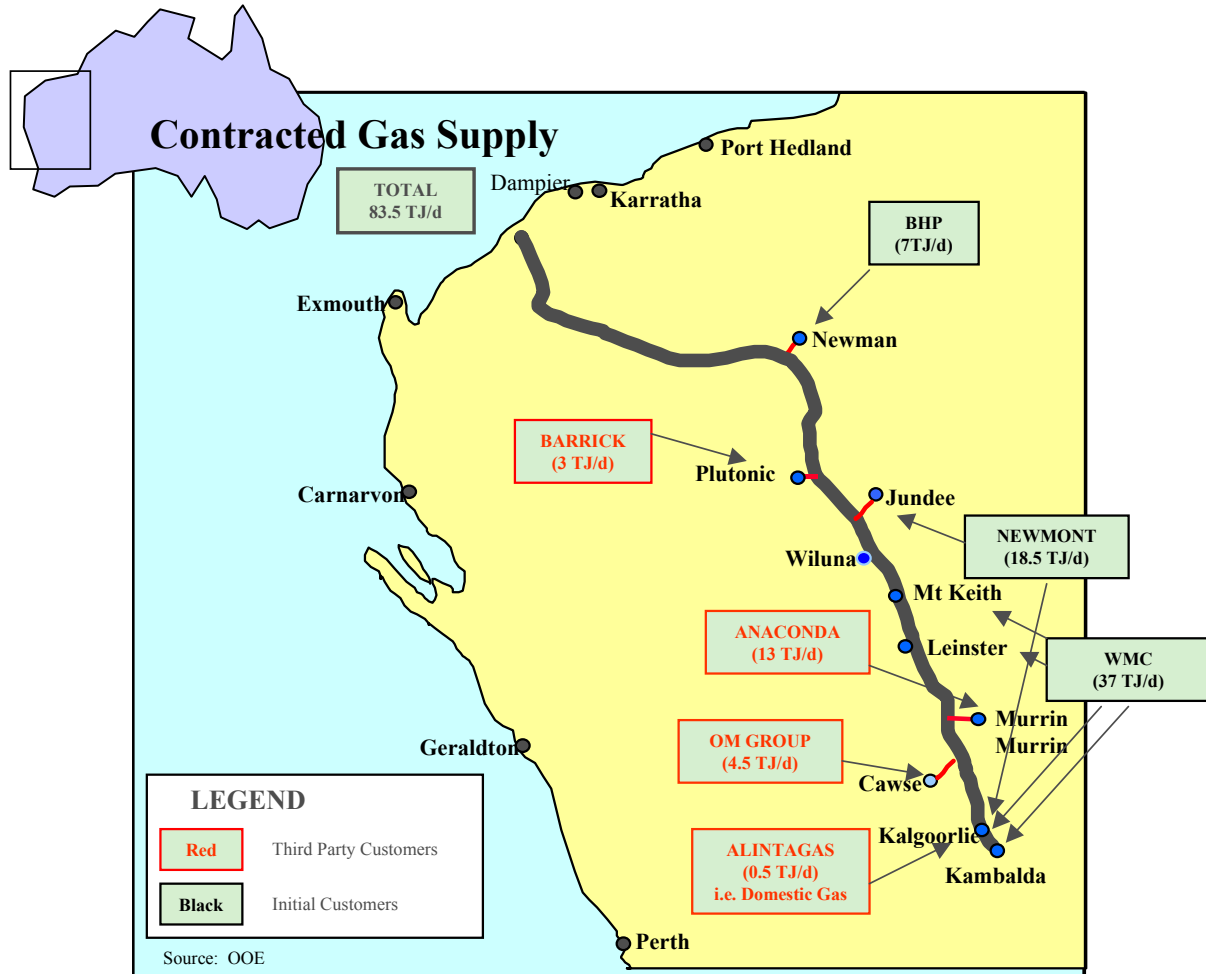 Contracted Gas Supply
Port Hedland
TOTAL
83.5 TJ/d
Dampier
Karratha
BHP
(7TJ/d)
Exmouth
Newman
BARRICK
(3 TJ/d)
Plutonic
Carnarvon
Jundee
NEWMONT
(18.5 TJ/d)
Wiluna
Mt Keith
ANACONDA
(13 TJ/d)
Leinster
WMC
(37 TJ/d)
Murrin
Murrin
Geraldton
OM GROUP
(4.5 TJ/d)
Cawse
LEGEND
Red
Third Party Customers
Black
Initial Customers
Kalgoorlie
ALINTAGAS
(0.5 TJ/d)
i.e. Domestic Gas
Kambalda
Perth
Source: OOE